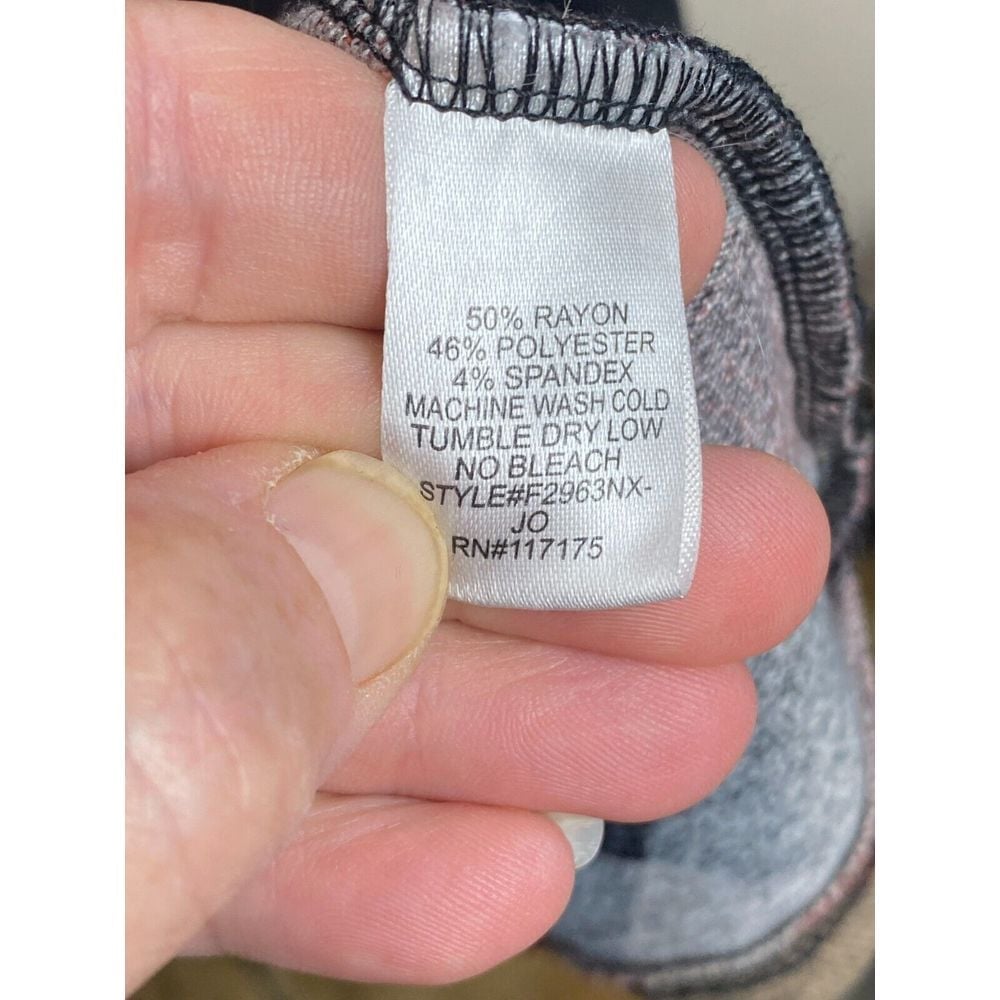 50% RAYON
46% POLYESTER
4% SPANDEX
MACHINE WASH COLD
TUMBLE DRY LOW
NO BLEACH
STYLE#F2963NX-
JO
RN#117175